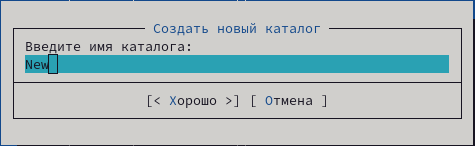 Создать новый каталог
Введите имя каталога:
New
[< Хорошо >] [ Отмена ]